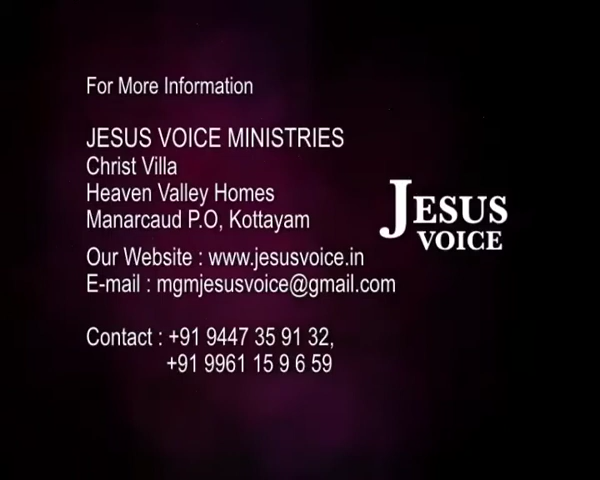 For More Information
JESUS VOICE MINISTRIES
Christ Villa
Heaven Valley Homes
Manarcaud P.O, Kottayam
JESUS
VOICE
Our Website : www.jesusvoice.in
E-mail : mgmjesusvoice@gmail.com
Contact : +91 9447 35 91 32,
+91 9961 15 9 6 59